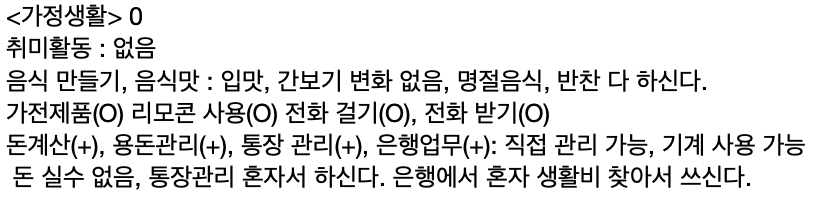 <가정생활> 0
취미활동 : 없음
음식 만들기, 음식맛 : 입맛, 간보기 변화 없음, 명절음식, 반찬 다 하신다.
가전제품(O) 리모콘 사용(O) 전화 걸기(O), 전화 받기(O)
돈계산(+), 용돈관리(+), 통장 관리(+), 은행업무(+): 직접 관리 가능, 기계 사용 가능
돈 실수 없음, 통장관리 혼자서 하신다. 은행에서 혼자 생활비 찾아서 쓰신다.